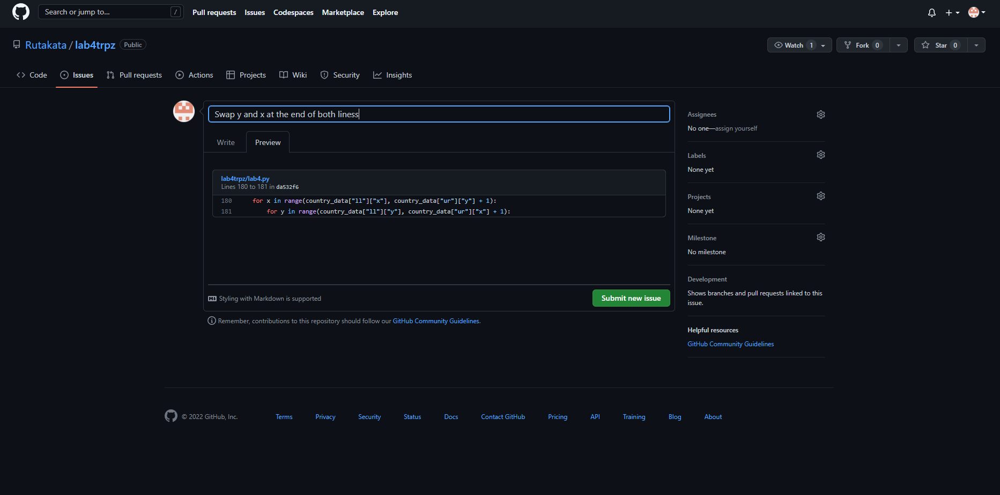 Search or jump to... /
Pull requests Issues Codespaces Marketplace Explore
Rutakata / lab4trpz Public
Watch 1 Fork 0 Star 0
Code Issues Pull requests Actions Projects Wiki Security Insights
Swap y and x at the end of both liness
Write Preview
lab4trpz/lab4.py
Lines 180 to 181 in da532f6
180 for x in range(country_data["ll"]["x"], country_data["ur"]["y"] + 1):
181 for y in range(country_data["ll"]["y"], country_data["ur"]["x"] + 1):
Styling with Markdown is supported
Submit new issue
Remember, contributions to this repository should follow our GitHub Community Guidelines.
Assignees
No one—assign yourself
Labels
None yet
Projects
None yet
Milestone
No milestone
Development
Shows branches and pull requests linked to this
issue.
Helpful resources
GitHub Community Guidelines
© 2022 GitHub, Inc. Terms Privacy Security Status Docs Contact GitHub Pricing API Training Blog About